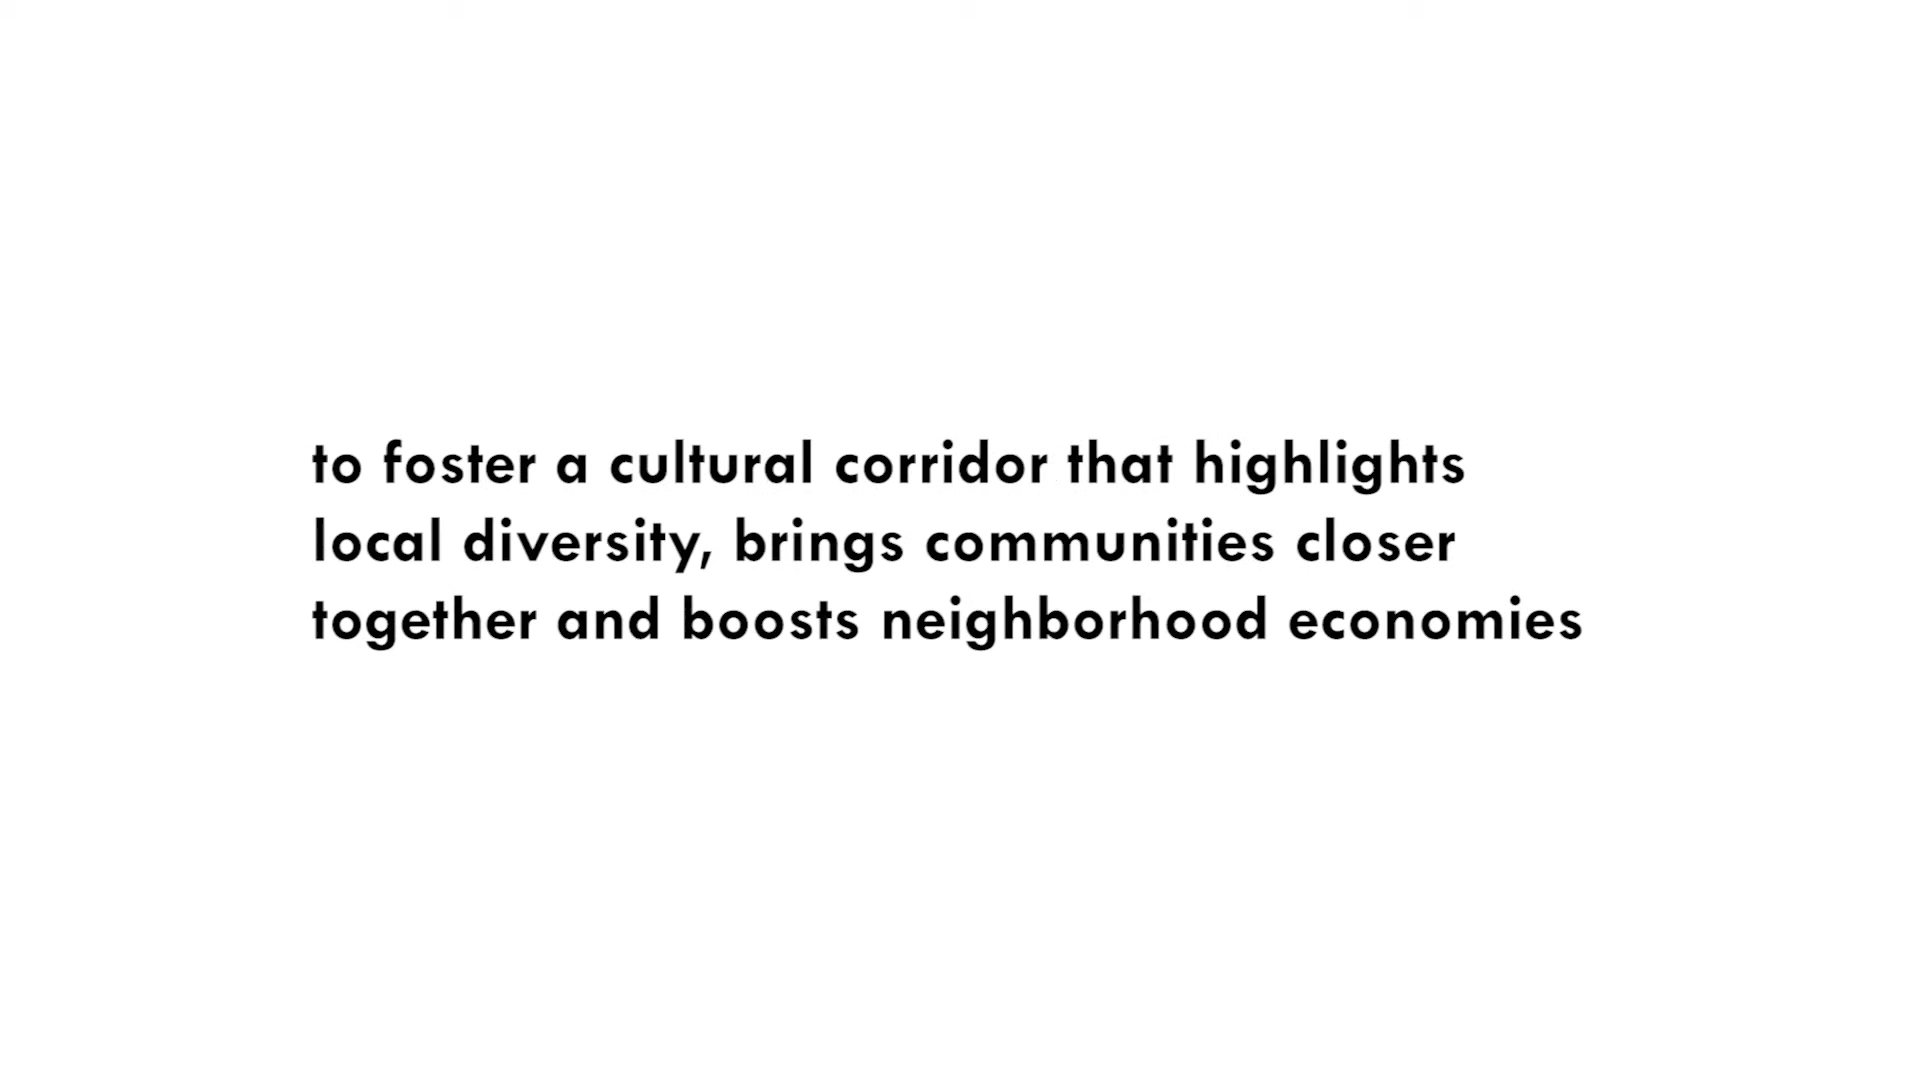 to foster a cultural corridor that highlights
local diversity, brings communities closer
together and boosts neighborhood economies